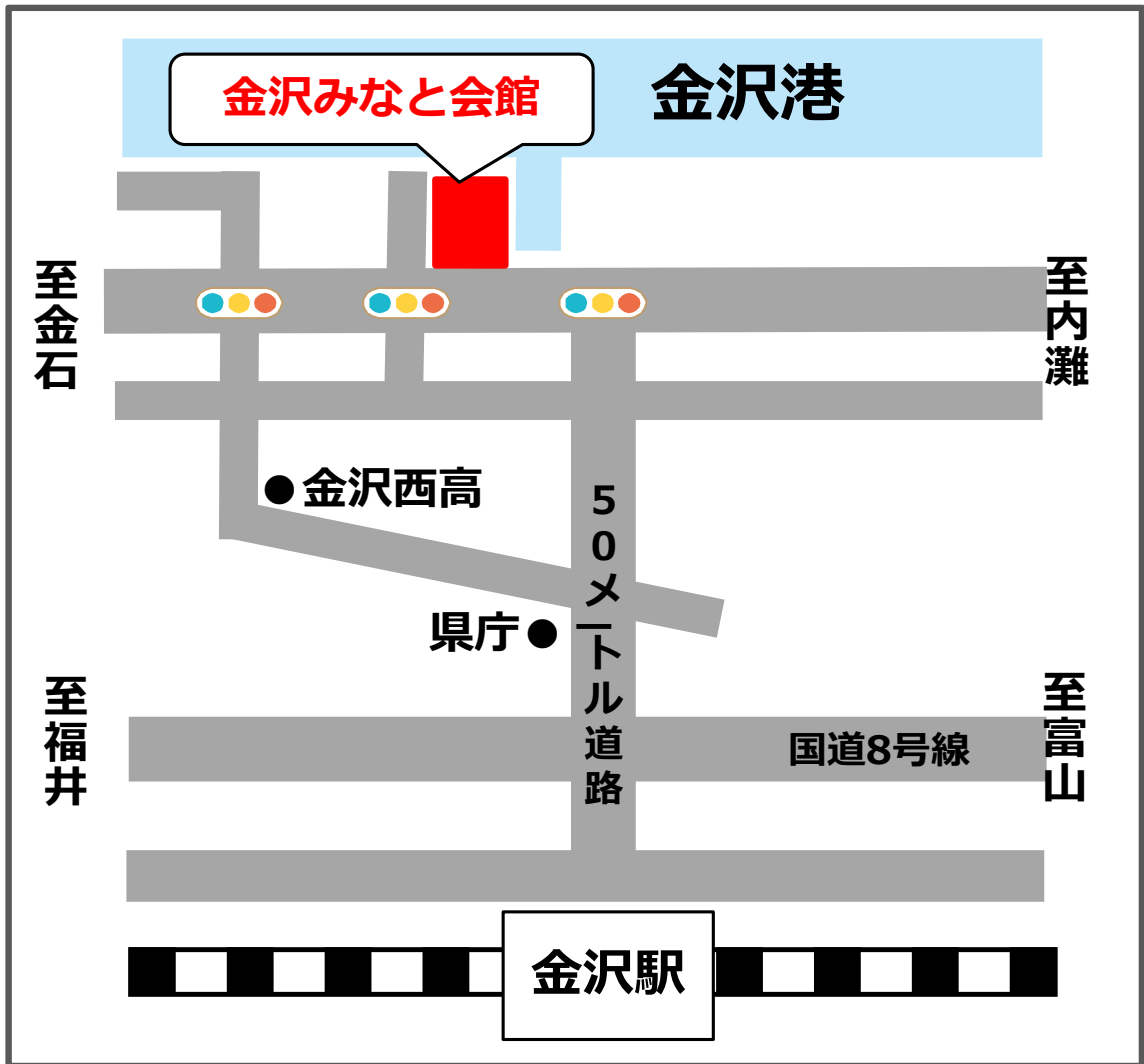 金沢みなと会館
金沢港
至金石
至内灘
金沢西高
50メートル道路
県庁
至福井
至富山
国道8号線
金沢駅